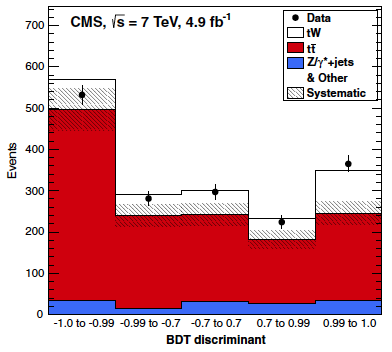 CMS, √s = 7 TeV, 4.9 fb⁻¹
Data
tW
tt̄
Z/γ*+jets
& Other
Systematic
Events
700
600
500
400
300
200
100
0
-1.0 to -0.99 -0.99 to -0.7 -0.7 to 0.7 0.7 to 0.99 0.99 to 1.0
BDT discriminant